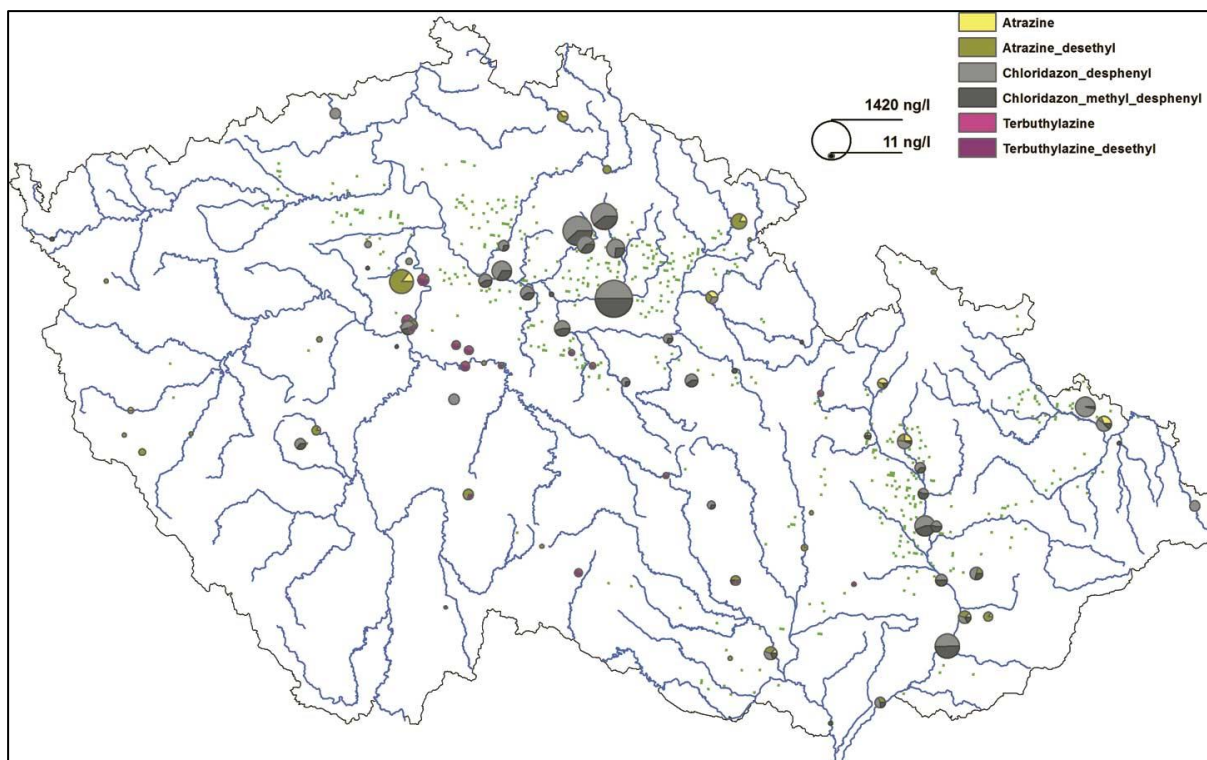 Atrazine
Atrazine_desethyl
Chloridazon_desphenyl
Chloridazon_methyl_desphenyl
Terbuthylazine
Terbuthylazine_desethyl
1420 ng/l
11 ng/l